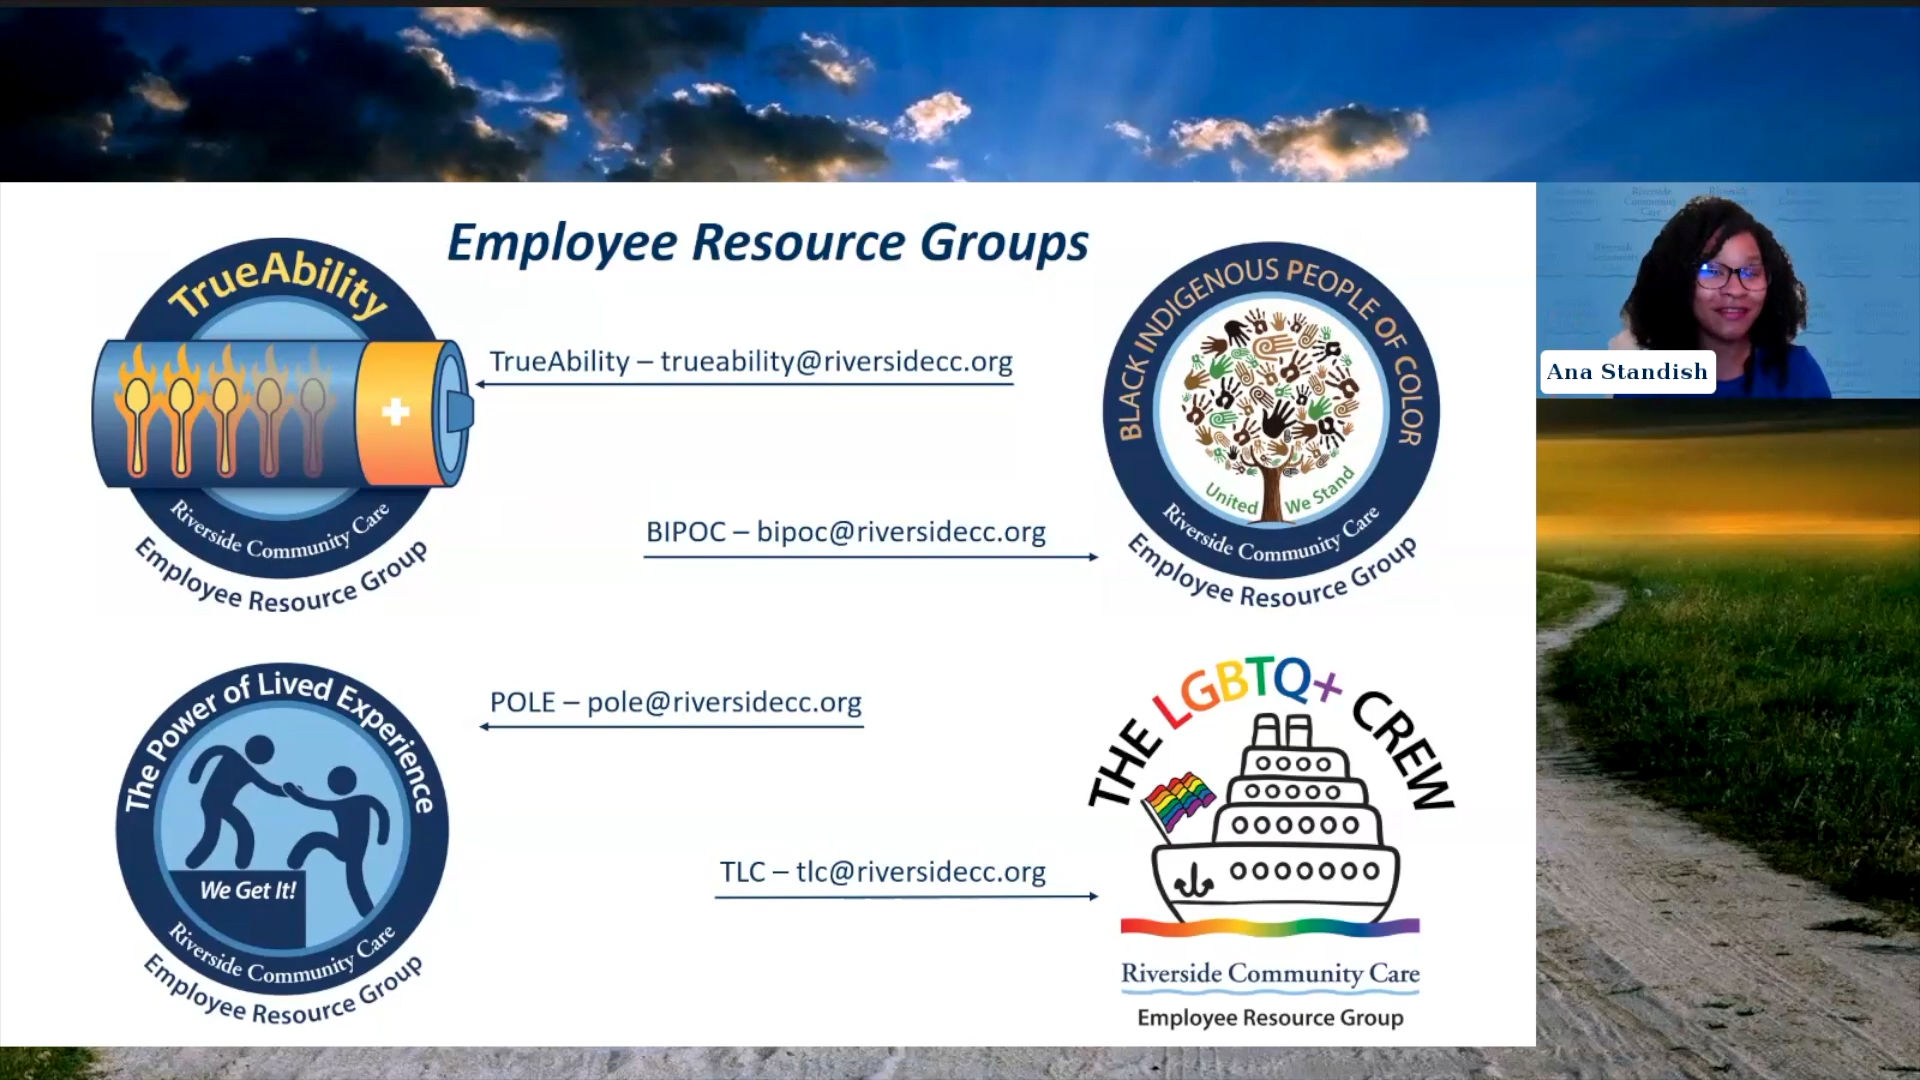 Employee Resource Groups
TrueAbility
Riverside Community Care
Employee Resource Group
TrueAbility – trueability@riversidecc.org
BLACK INDIGENOUS PEOPLE OF COLOR
United We Stand
Riverside Community Care
Employee Resource Group
BIPOC – bipoc@riversidecc.org
Riverside
Community
Care
Ana Standish
The Power of Lived Experience
We Get It!
Riverside Community Care
Employee Resource Group
POLE – pole@riversidecc.org
THE LGBTQ+ CREW
TLC – tlc@riversidecc.org
Riverside Community Care
Employee Resource Group